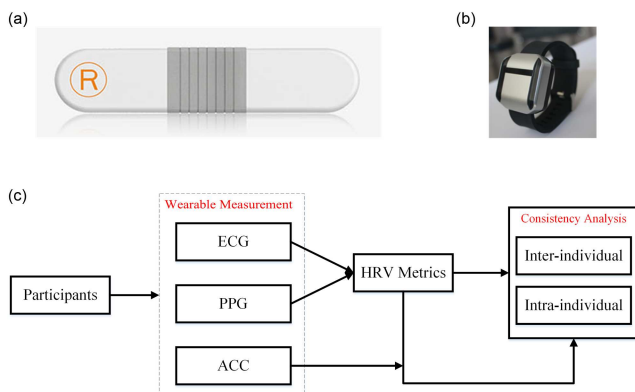 (a)
(b)
R
(c)
Wearable Measurement
Consistency Analysis
ECG
Inter-individual
HRV Metrics
Participants
PPG
Intra-individual
ACC